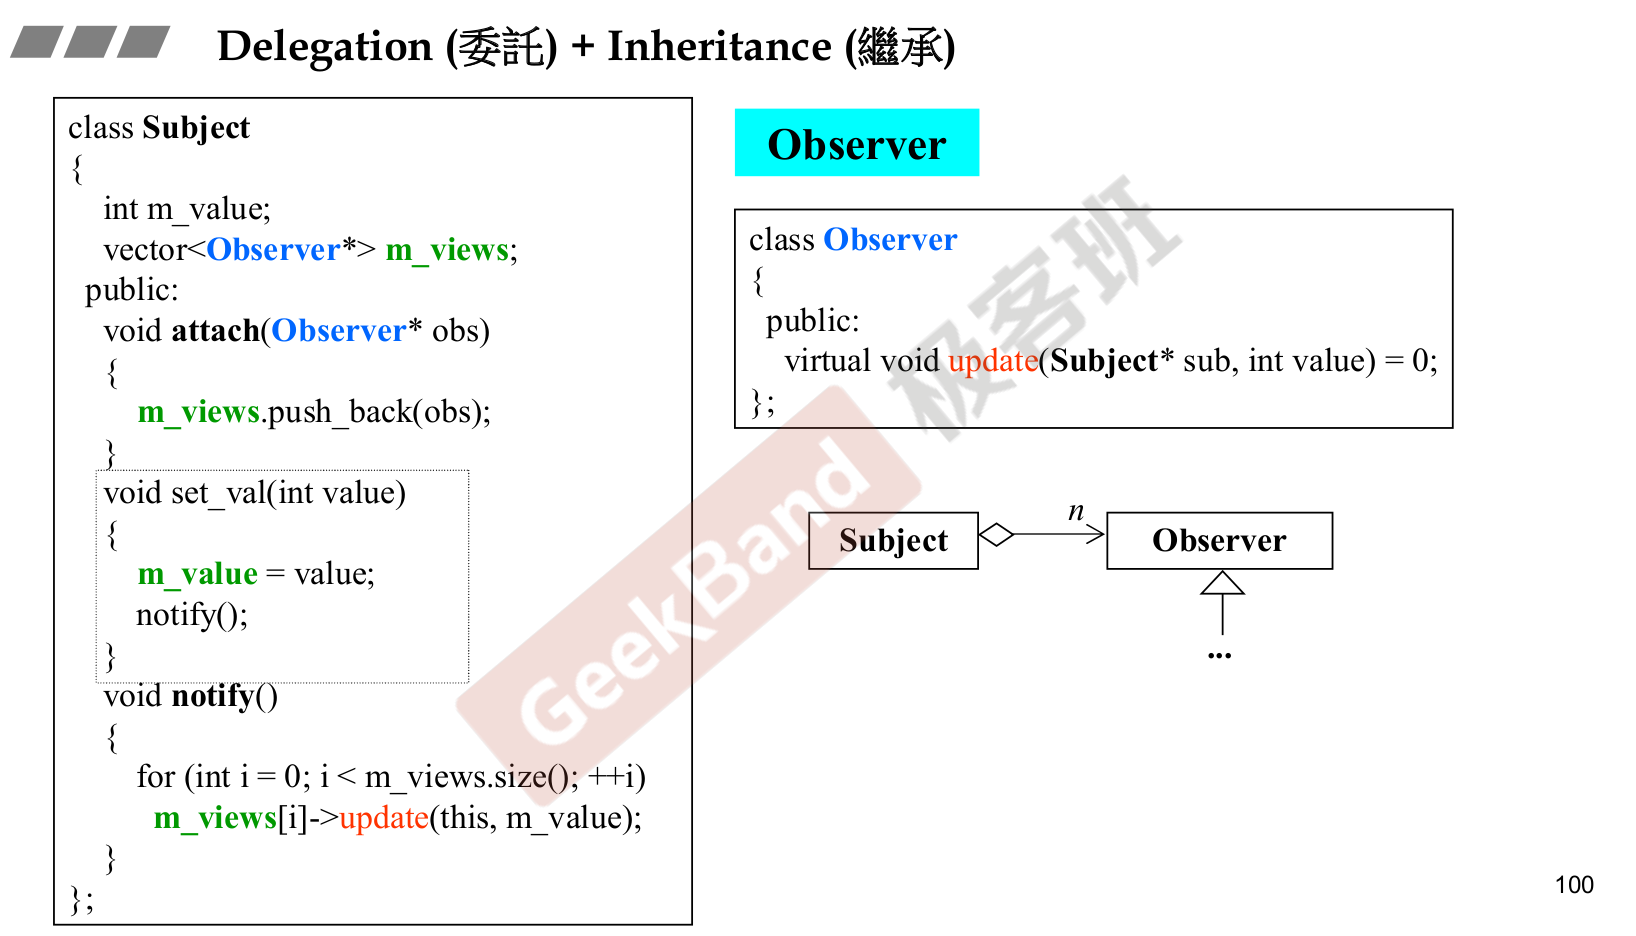 Delegation (委託) + Inheritance (繼承)
class Subject
{
int m_value;
vector<Observer*> m_views;
public:
void attach(Observer* obs)
{
m_views.push_back(obs);
}
void set_val(int value)
{
m_value = value;
notify();
}
void notify()
{
for (int i = 0; i < m_views.size(); ++i)
m_views[i]->update(this, m_value);
}
};
Observer
class Observer
{
public:
virtual void update(Subject* sub, int value) = 0;
};
Subject
n
Observer
...
GeekBand 极客班
100